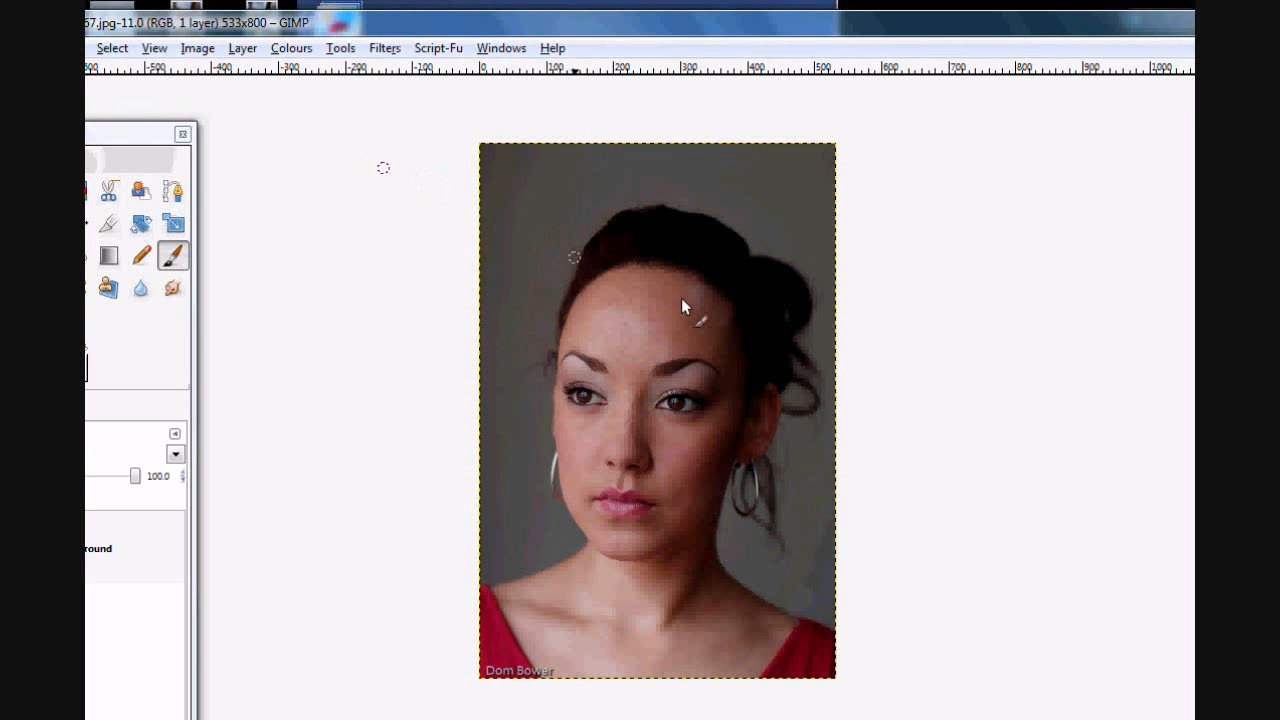 67.jpg-11.0 (RGB, 1 layer) 533x800 – GIMP
Select View Image Layer Colours Tools Filters Script-Fu Windows Help
-500 -400 -300 -200 -100 0 100 200 300 400 500 600 700 800 900 1000
100.0
round
Dom Bower